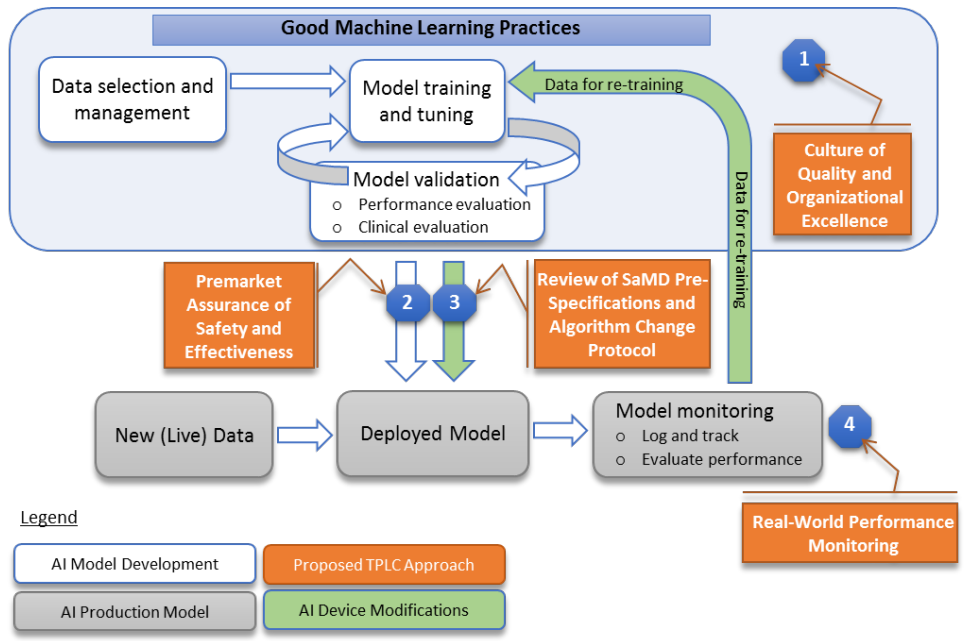 Good Machine Learning Practices
Data selection and
management
Model training
and tuning
Data for re-training
1
Culture of
Quality and
Organizational
Excellence
Model validation
o Performance evaluation
o Clinical evaluation
Data for re-training
Premarket
Assurance of
Safety and
Effectiveness
2
3
Review of SaMD Pre-
Specifications and
Algorithm Change
Protocol
New (Live) Data
Deployed Model
Model monitoring
o Log and track
o Evaluate performance
4
Real-World Performance
Monitoring
Legend
AI Model Development
Proposed TPLC Approach
AI Production Model
AI Device Modifications